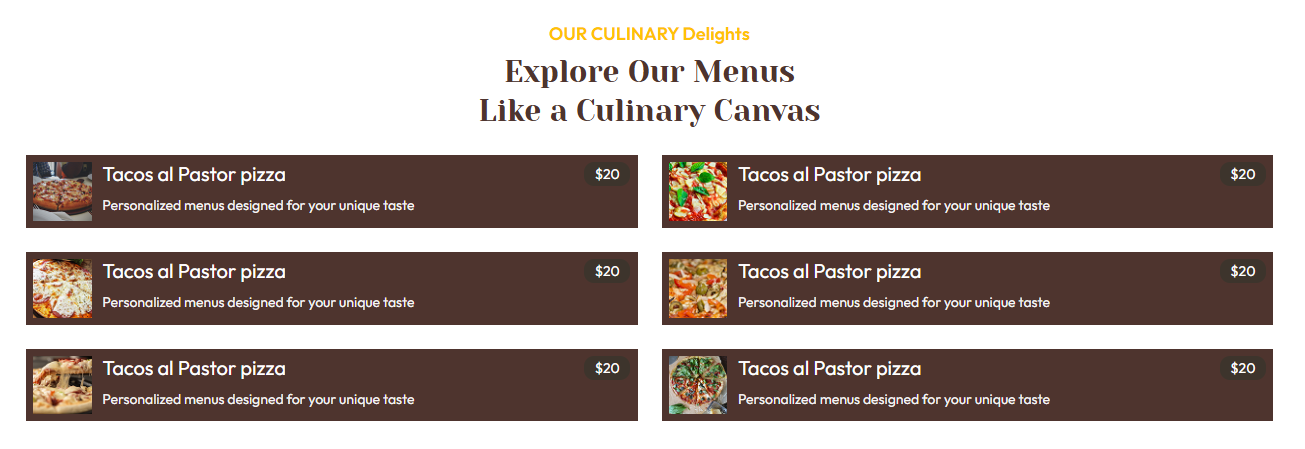 OUR CULINARY Delights
Explore Our Menus
Like a Culinary Canvas
Tacos al Pastor pizza
$20
Personalized menus designed for your unique taste
Tacos al Pastor pizza
$20
Personalized menus designed for your unique taste
Tacos al Pastor pizza
$20
Personalized menus designed for your unique taste
Tacos al Pastor pizza
$20
Personalized menus designed for your unique taste
Tacos al Pastor pizza
$20
Personalized menus designed for your unique taste
Tacos al Pastor pizza
$20
Personalized menus designed for your unique taste